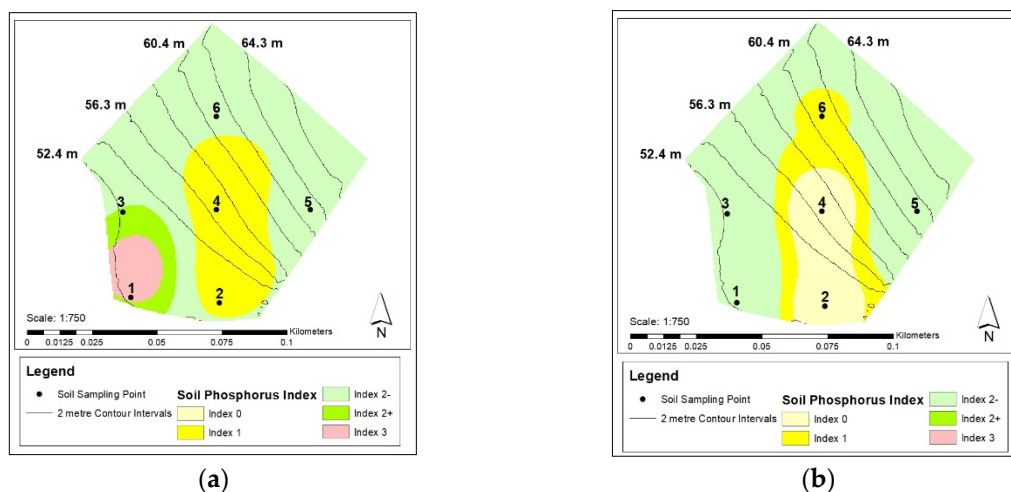 60.4 m
64.3 m
56.3 m
52.4 m
6
3
4
5
1
2
Scale: 1:750
Kilometers
0 0.0125 0.025 0.05 0.075 0.1
N
Legend
Soil Sampling Point
2 metre Contour Intervals
Soil Phosphorus Index
Index 0
Index 1
Index 2-
Index 2+
Index 3
(a)
60.4 m
64.3 m
56.3 m
52.4 m
6
3
4
5
1
2
Scale: 1:750
Kilometers
0 0.0125 0.025 0.05 0.075 0.1
N
Legend
Soil Sampling Point
2 metre Contour Intervals
Soil Phosphorus Index
Index 0
Index 1
Index 2-
Index 2+
Index 3
(b)